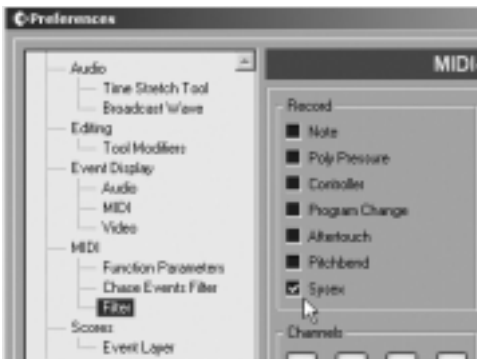 Preferences
Audio
Time Stretch Tool
Broadcast Wave
Editing
Tool Modifiers
Event Display
Audio
MIDI
Video
MIDI
Function Parameters
Chase Events Filter
Filter
Scores
Event Layer
MIDI
Record
Note
Poly Pressure
Controller
Program Change
Aftertouch
Pitchbend
Sysex
Channels